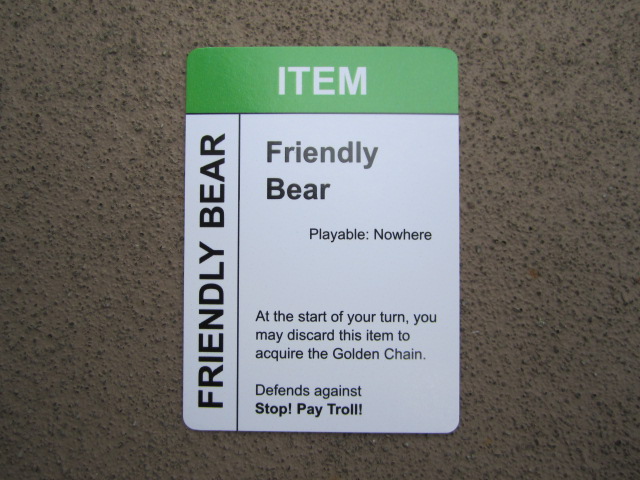 ITEM
FRIENDLY BEAR
Friendly
Bear
Playable: Nowhere
At the start of your turn, you
may discard this item to
acquire the Golden Chain.
Defends against
Stop! Pay Troll!